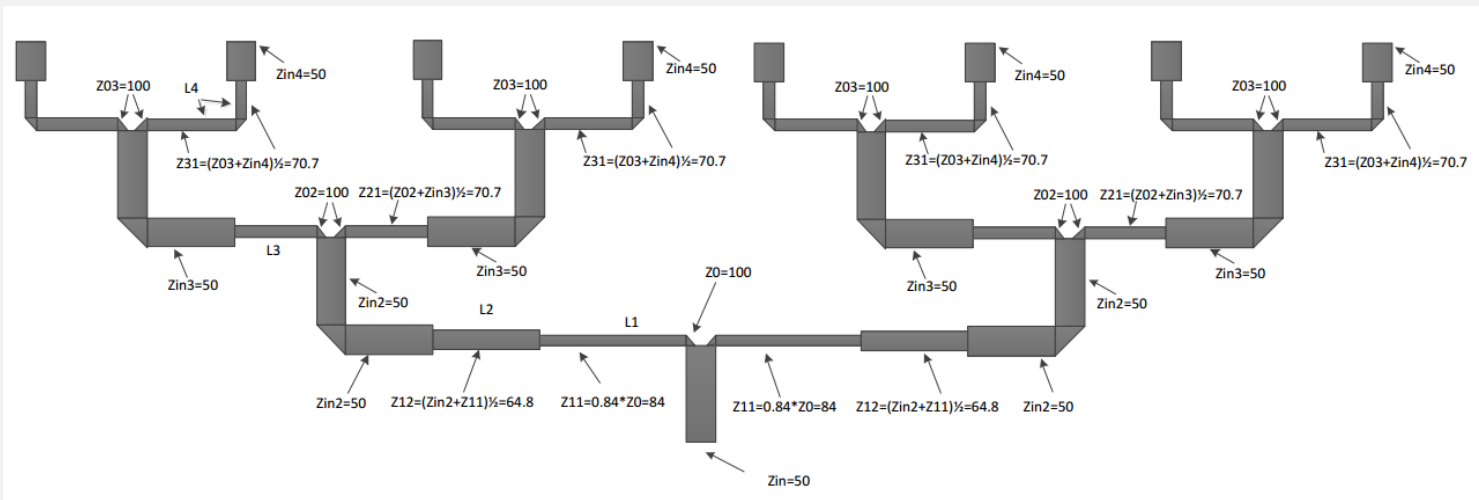 Zin4=50
Zin4=50
Zin4=50
Zin4=50
Z03=100
L4
Z03=100
Z03=100
Z03=100
Z31=(Z03+Zin4)½=70.7
Z31=(Z03+Zin4)½=70.7
Z31=(Z03+Zin4)½=70.7
Z31=(Z03+Zin4)½=70.7
Z02=100
Z21=(Z02+Zin3)½=70.7
Z02=100
Z21=(Z02+Zin3)½=70.7
L3
Zin3=50
Zin3=50
Zin3=50
Zin3=50
Z0=100
Zin2=50
Zin2=50
L2
L1
Zin2=50
Z12=(Zin2+Z11)½=64.8
Z11=0.84*Z0=84
Z11=0.84*Z0=84
Z12=(Zin2+Z11)½=64.8
Zin2=50
Zin=50